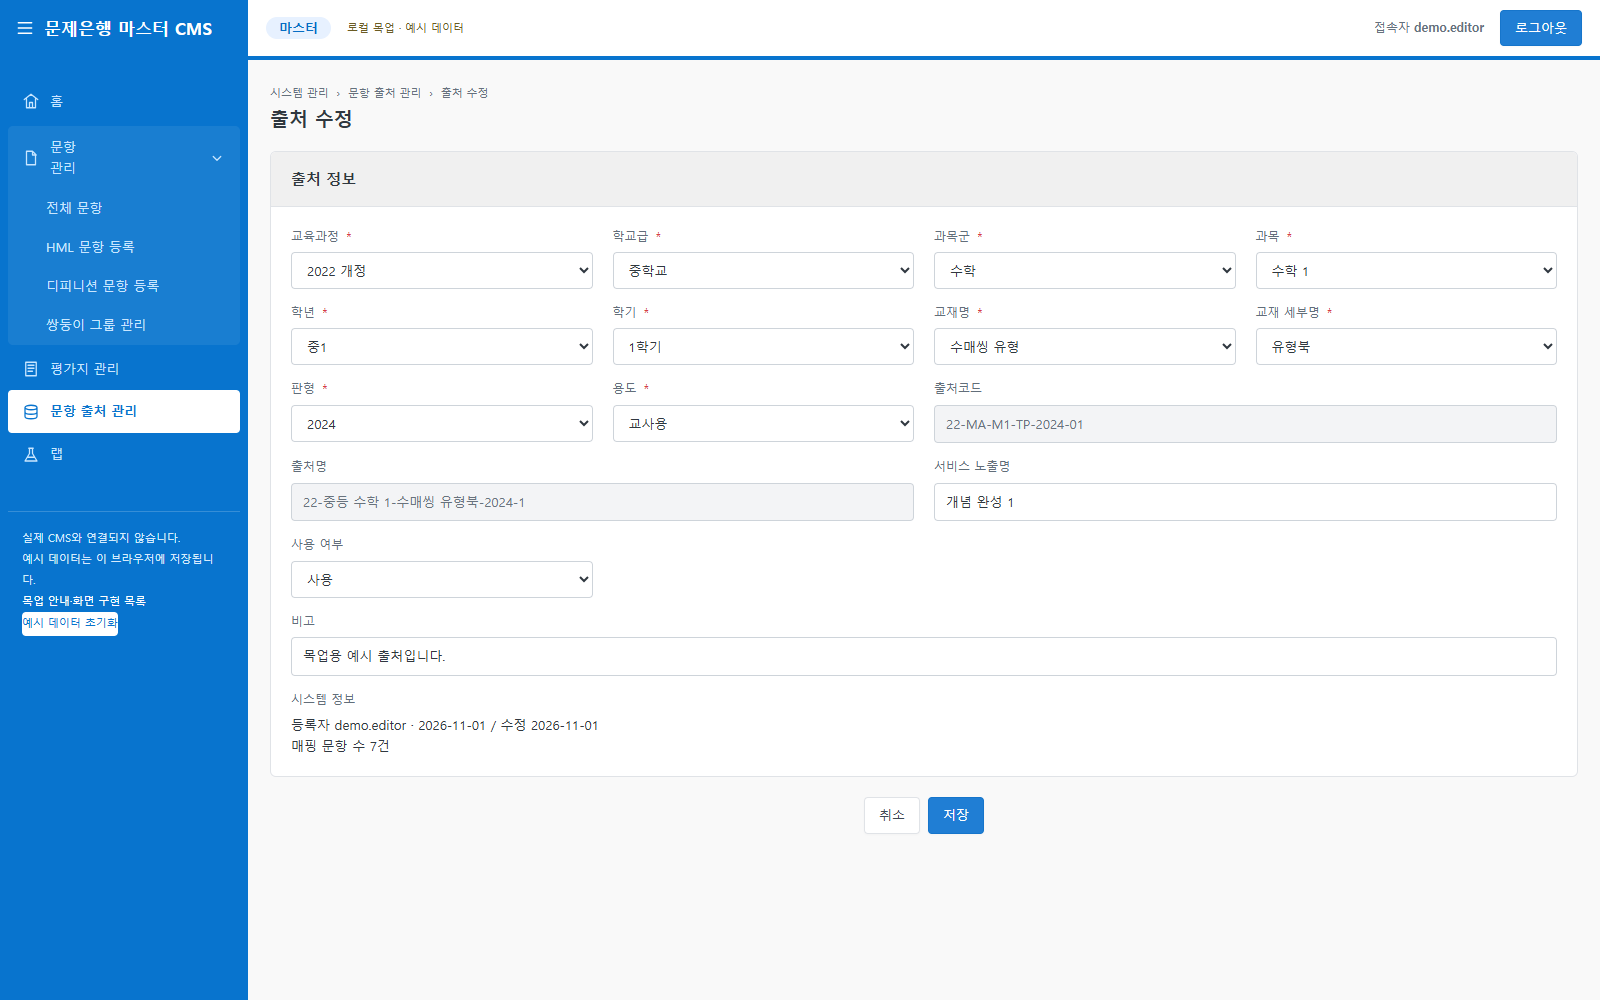 문제은행 마스터 CMS
마스터
로컬 목업 · 예시 데이터
접속자 demo.editor
로그아웃
홈
문항
관리
전체 문항
HML 문항 등록
디피니션 문항 등록
쌍둥이 그룹 관리
평가지 관리
문항 출처 관리
랩
실제 CMS와 연결되지 않습니다.
예시 데이터는 이 브라우저에 저장됩니
다.
목업 안내·화면 구현 목록
예시 데이터 초기화
시스템 관리 › 문항 출처 관리 › 출처 수정
출처 수정
출처 정보
교육과정 * 학교급 * 과목군 * 과목 *
2022 개정 중학교 수학 수학 1
학년 * 학기 * 교재명 * 교재 세부명 *
중1 1학기 수매씽 유형 유형북
판형 * 용도 * 출처코드
2024 교사용 22-MA-M1-TP-2024-01
출처명 서비스 노출명
22-중등 수학 1-수매씽 유형북-2024-1 개념 완성 1
사용 여부
사용
비고
목업용 예시 출처입니다.
시스템 정보
등록자 demo.editor · 2026-11-01 / 수정 2026-11-01
매핑 문항 수 7건
취소 저장